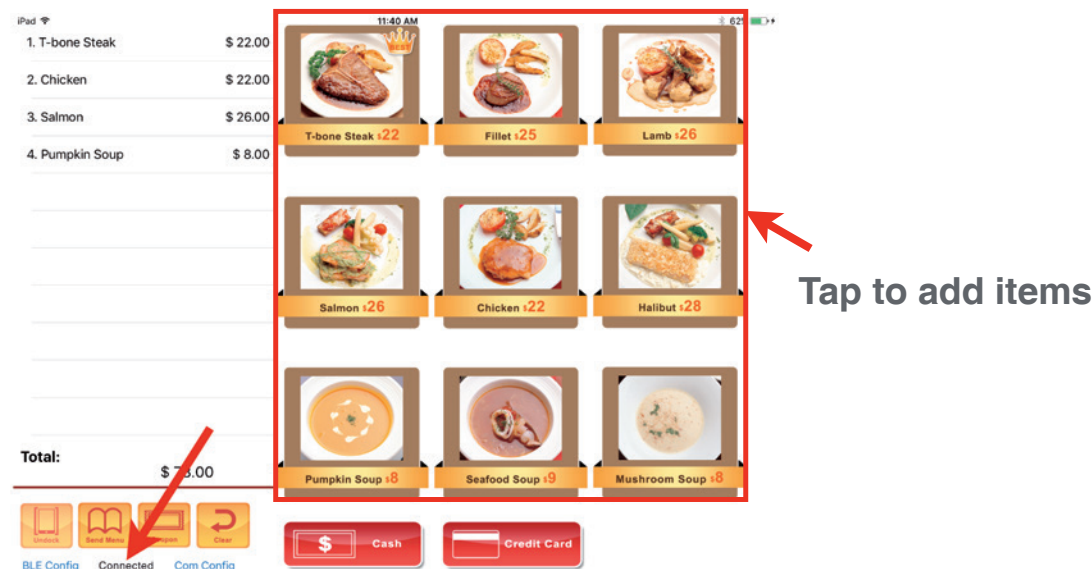 iPad 11:40 AM 62%
1. T-bone Steak $ 22.00
2. Chicken $ 22.00
3. Salmon $ 26.00
4. Pumpkin Soup $ 8.00
BEST
T-bone Steak $22
Fillet $25
Lamb $26
Salmon $26
Chicken $22
Halibut $28
Tap to add items
Pumpkin Soup $8
Seafood Soup $9
Mushroom Soup $8
Total:
$ 78.00
Undock
Send Menu
Clear
$ Cash
Credit Card
BLE Config Connected Com Config